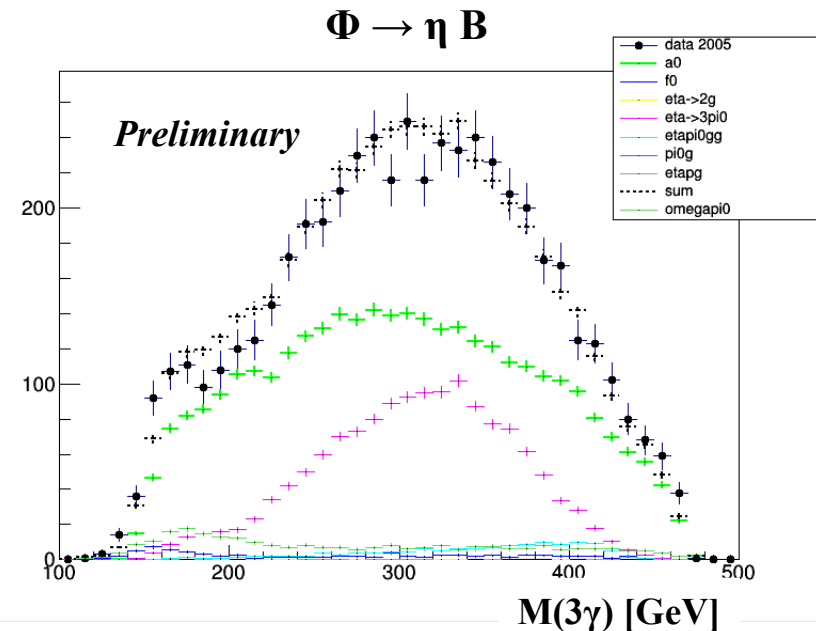 Φ → η B
Preliminary
data 2005
a0
f0
eta->2g
eta->3pi0
etapi0gg
pi0g
etapg
sum
omegapi0
200
100
0
100 200 300 400 500
M(3γ) [GeV]